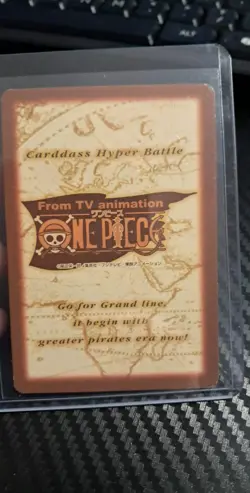 Carddass Hyper Battle
From TV animation
ワンピース
ONE PIECE
Go for Grand line,
it begin with
greater pirates era now!
ALT